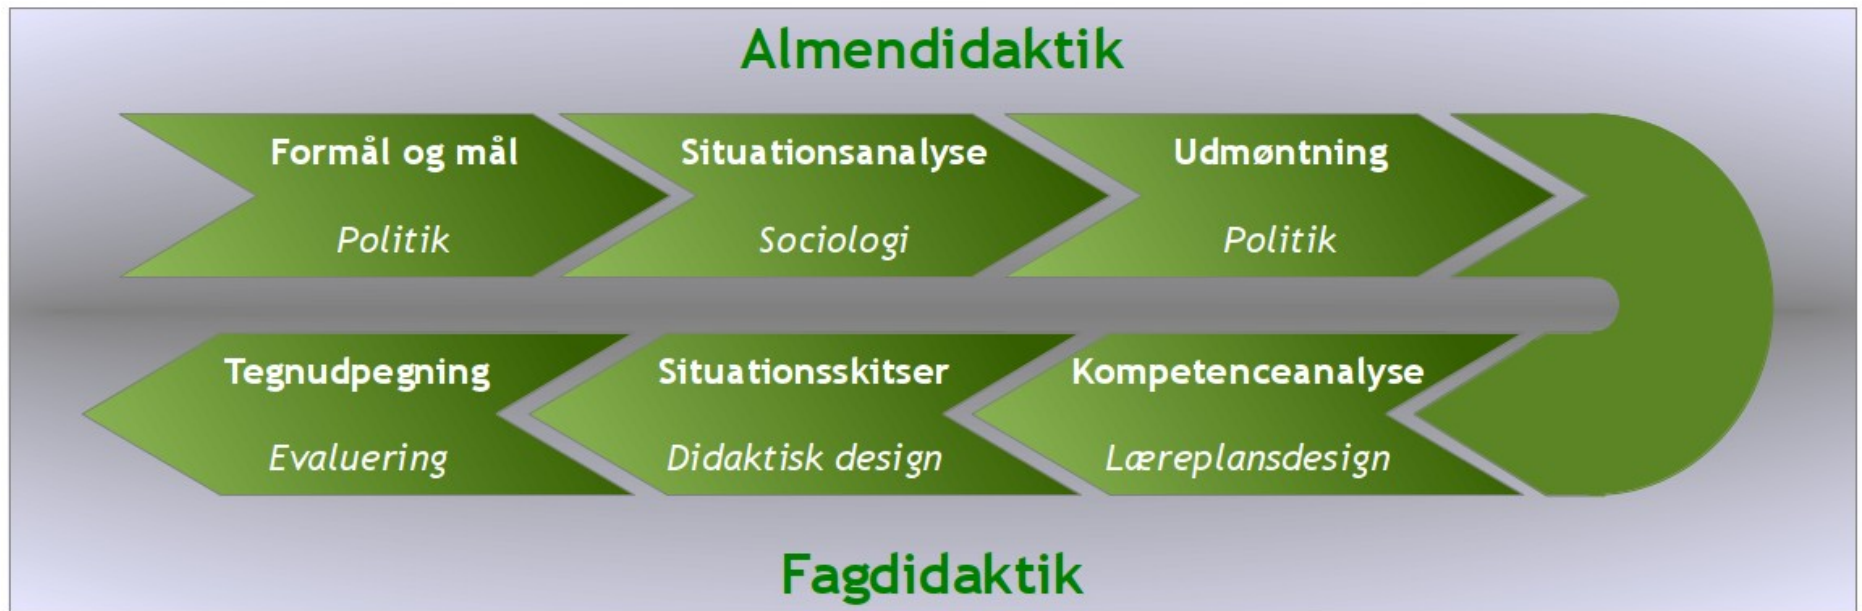 Almendidaktik
Formål og mål
Politik
Situationsanalyse
Sociologi
Udmøntning
Politik
Kompetenceanalyse
Læreplansdesign
Situationsskitser
Didaktisk design
Tegnudpegning
Evaluering
Fagdidaktik